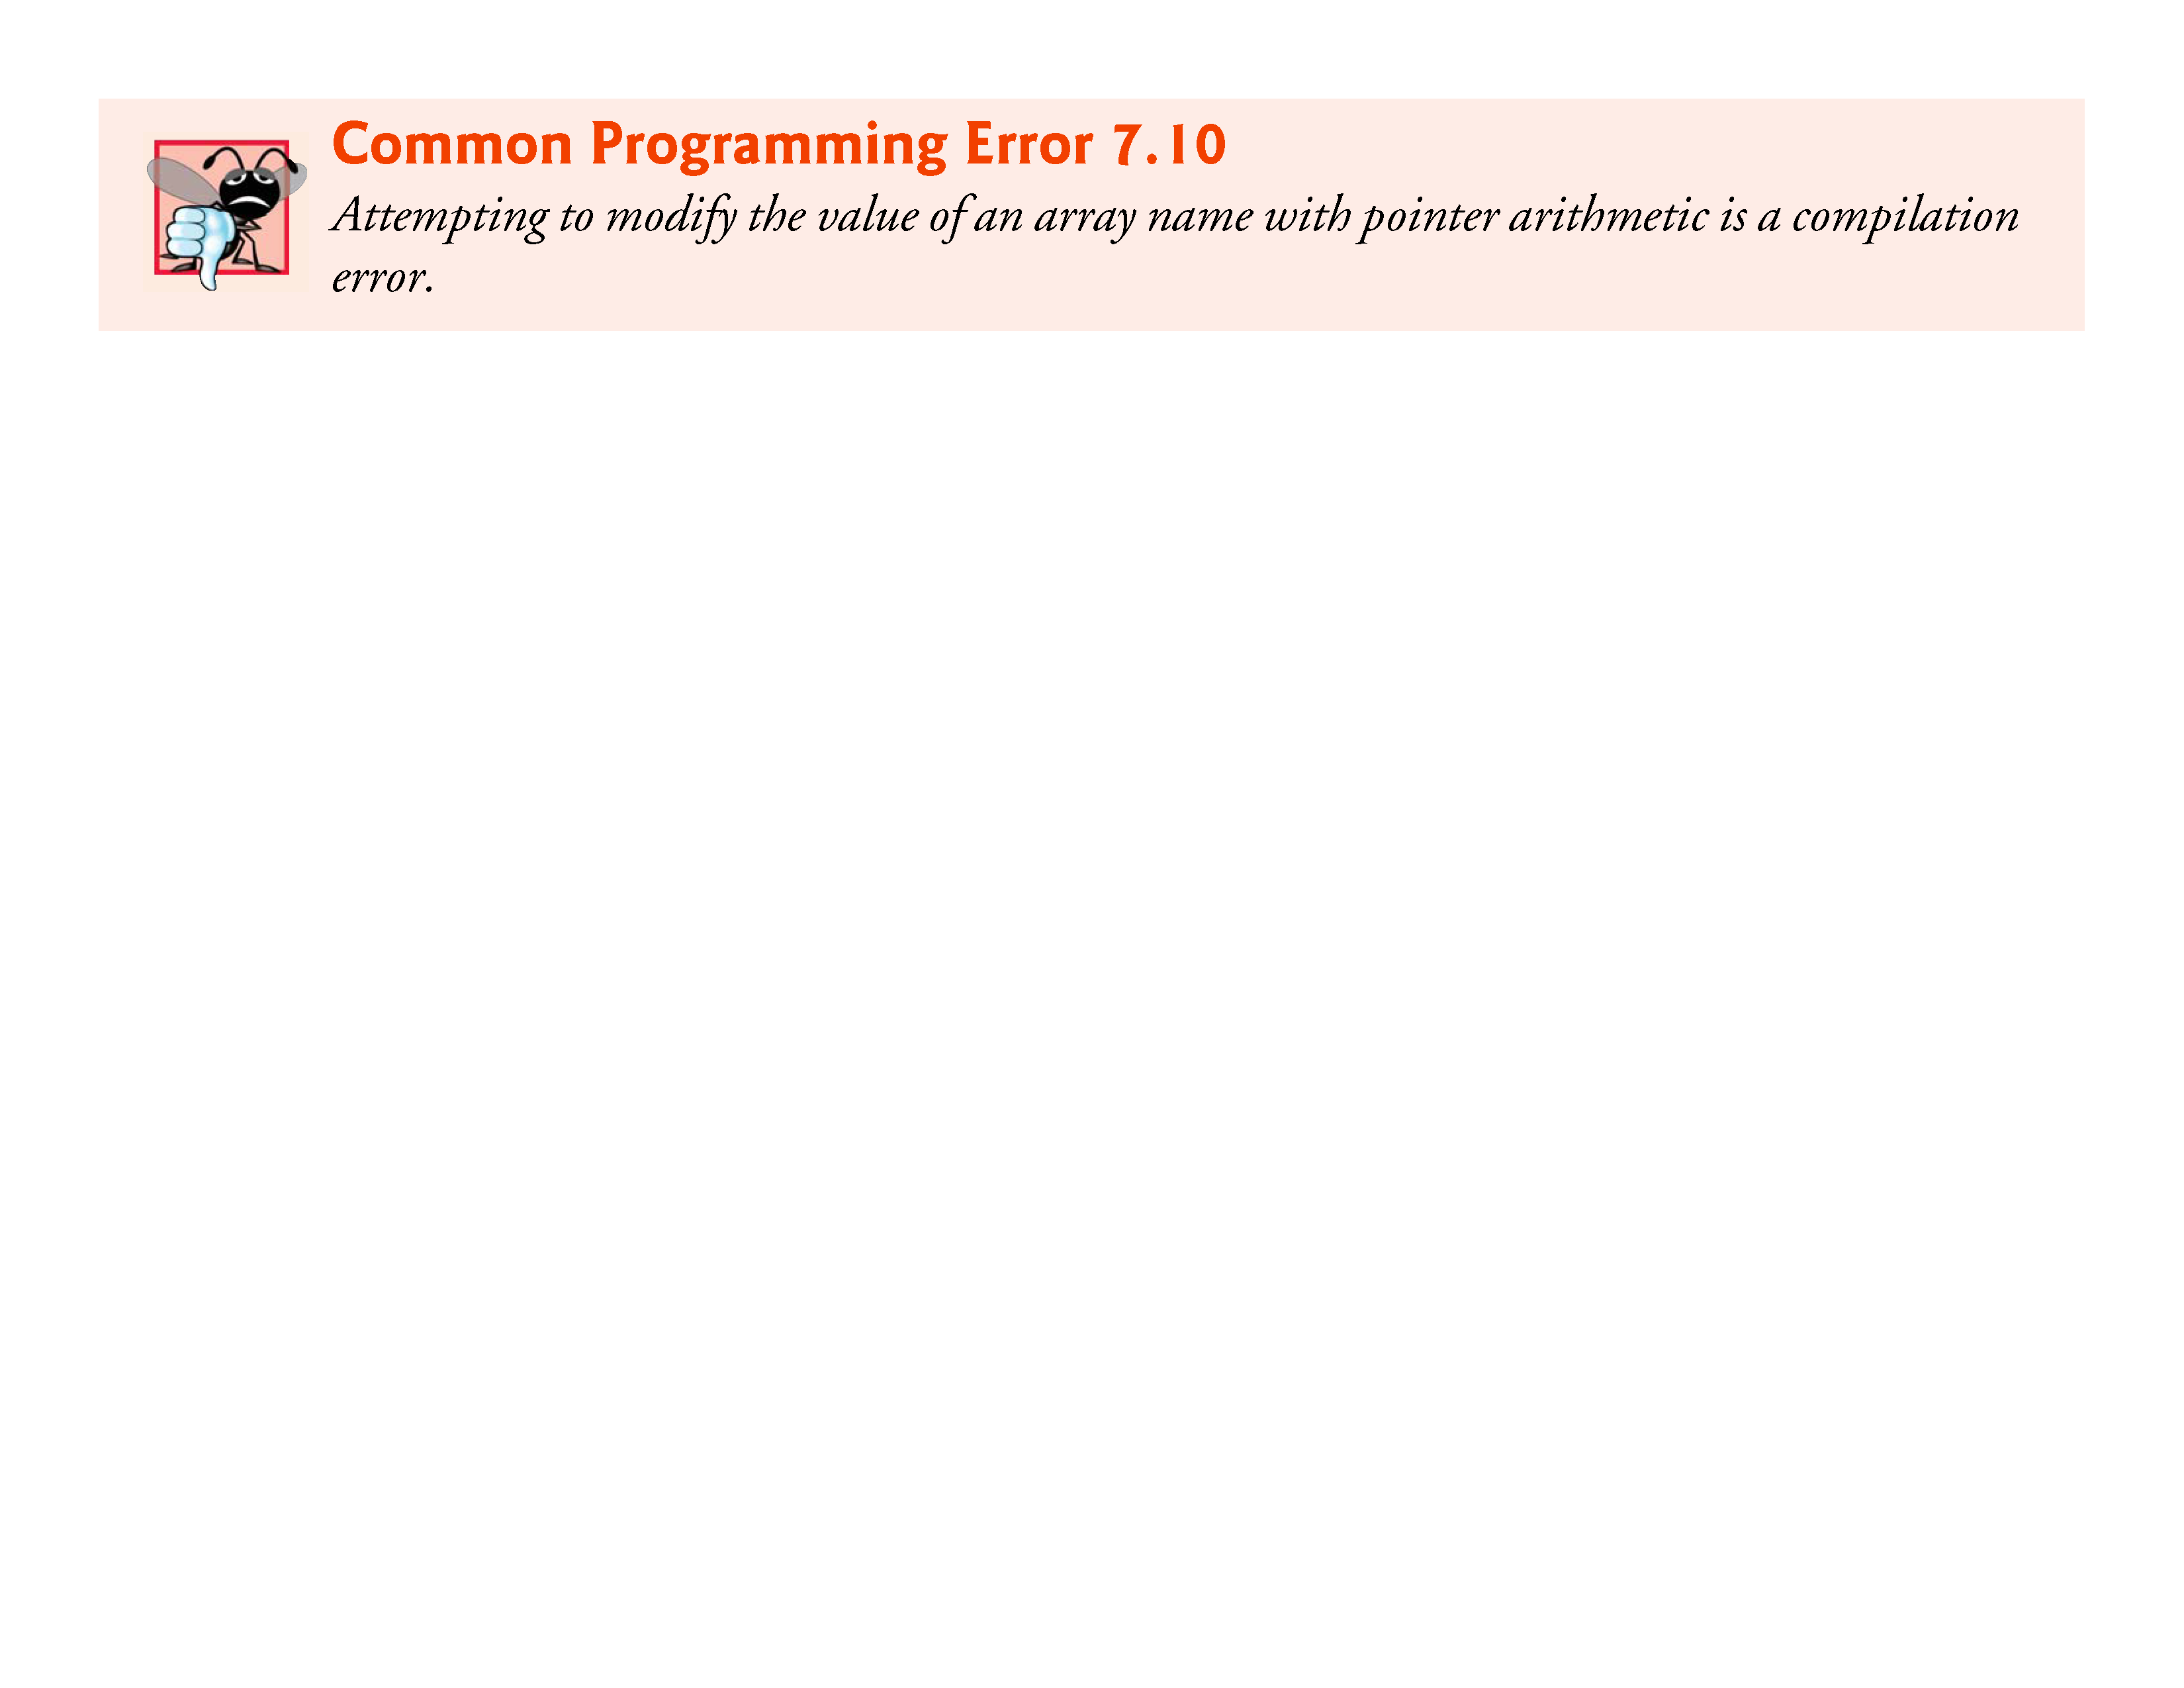 Common Programming Error 7.10
Attempting to modify the value of an array name with pointer arithmetic is a compilation
error.